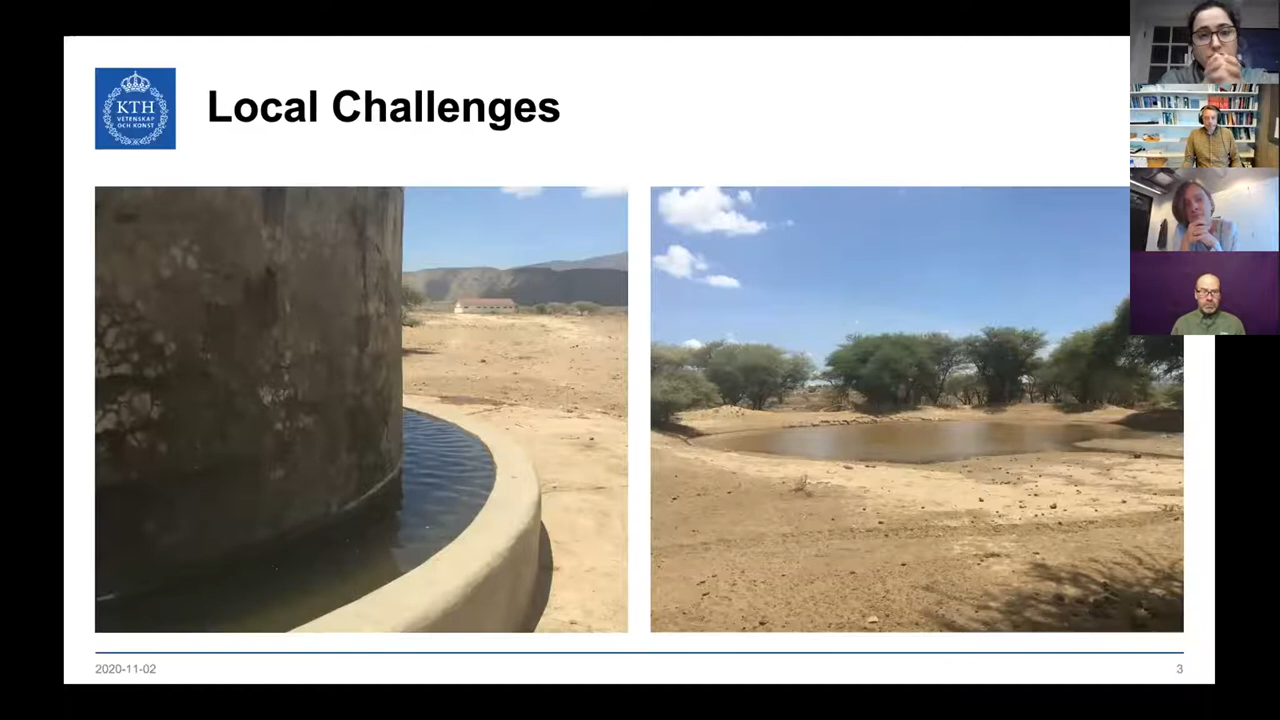 KTH
VETENSKAP
OCH KONST
Local Challenges
2020-11-02
3